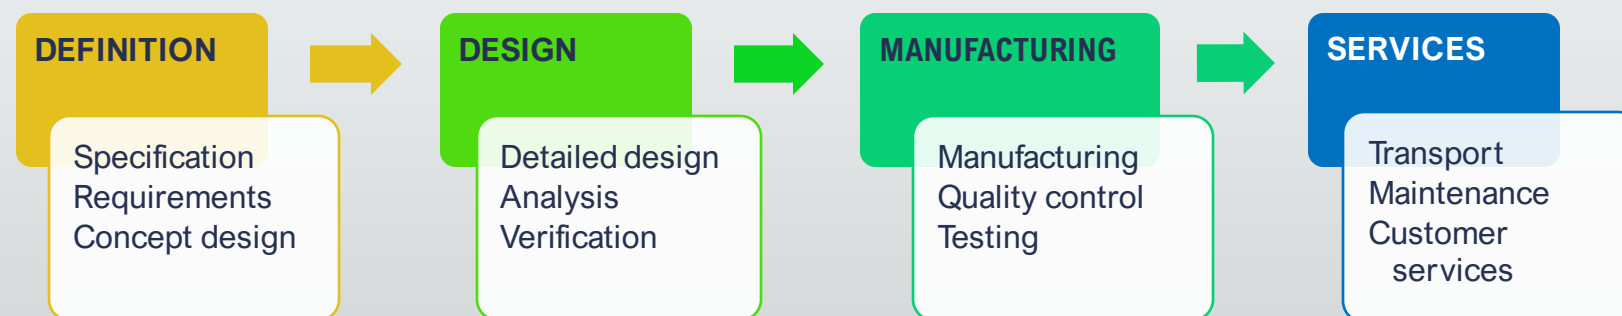 DEFINITION
Specification
Requirements
Concept design
DESIGN
Detailed design
Analysis
Verification
MANUFACTURING
Manufacturing
Quality control
Testing
SERVICES
Transport
Maintenance
Customer
services